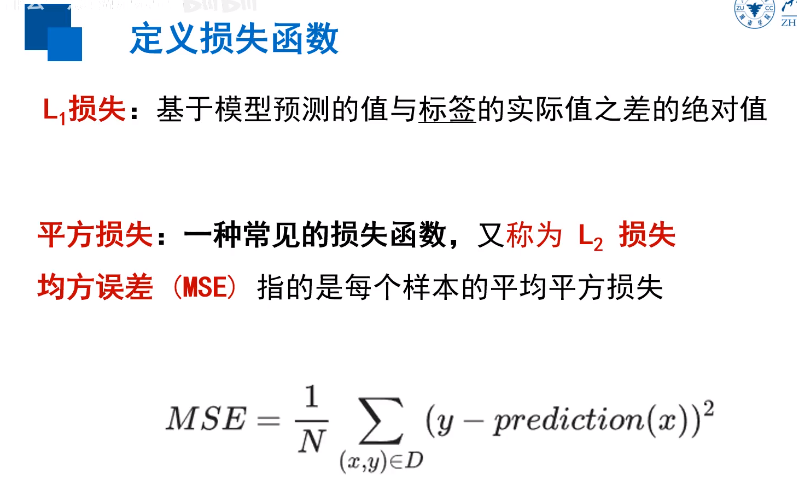 定义损失函数
L₁损失：基于模型预测的值与标签的实际值之差的绝对值
平方损失：一种常见的损失函数，又称为 L₂ 损失
均方误差 (MSE) 指的是每个样本的平均平方损失
MSE = 1/N ∑_{(x,y)∈D} (y − prediction(x))²